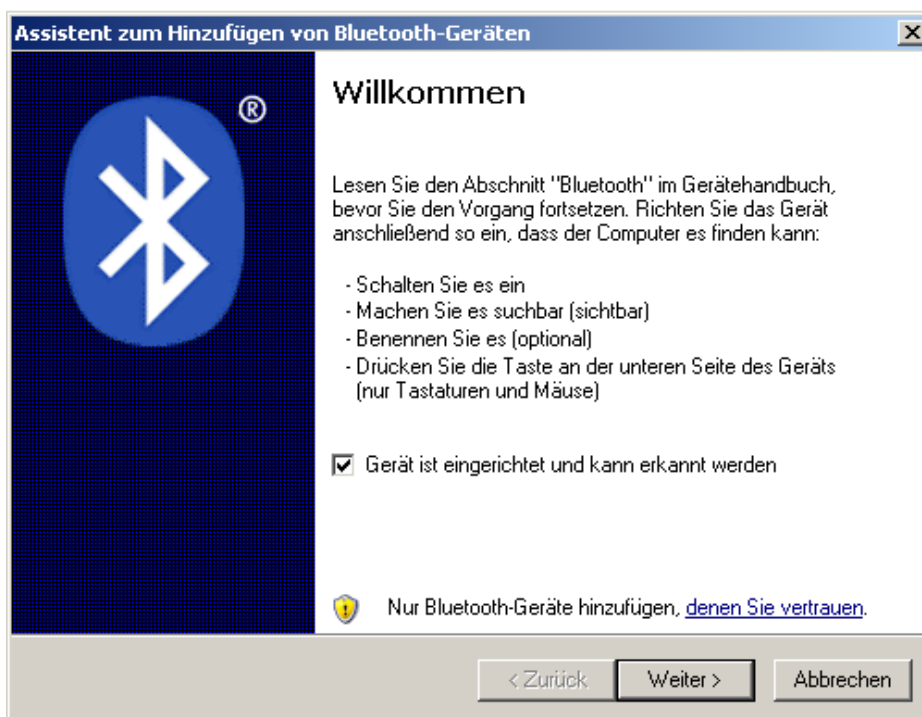 Assistent zum Hinzufügen von Bluetooth-Geräten
®
Willkommen
Lesen Sie den Abschnitt "Bluetooth" im Gerätehandbuch,
bevor Sie den Vorgang fortsetzen. Richten Sie das Gerät
anschließend so ein, dass der Computer es finden kann:
- Schalten Sie es ein
- Machen Sie es suchbar (sichtbar)
- Benennen Sie es (optional)
- Drücken Sie die Taste an der unteren Seite des Geräts
(nur Tastaturen und Mäuse)
Gerät ist eingerichtet und kann erkannt werden
Nur Bluetooth-Geräte hinzufügen, denen Sie vertrauen.
< Zurück Weiter > Abbrechen